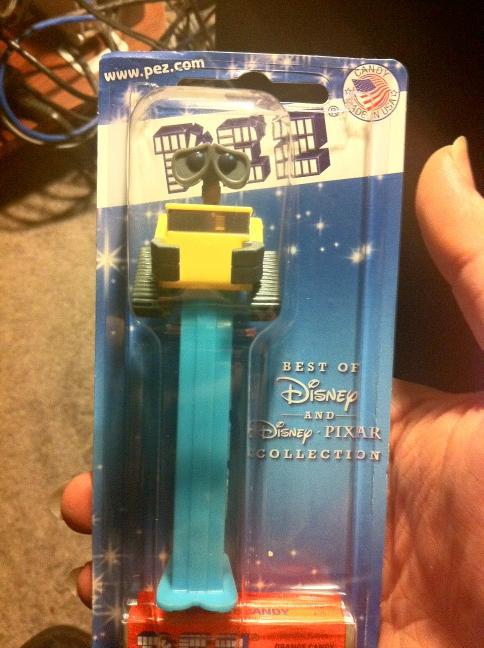 www.pez.com
CANDY
MADE IN USA
PEZ
BEST OF
Disney
AND
Disney · PIXAR
COLLECTION
CANDY
ORANGE CANDY